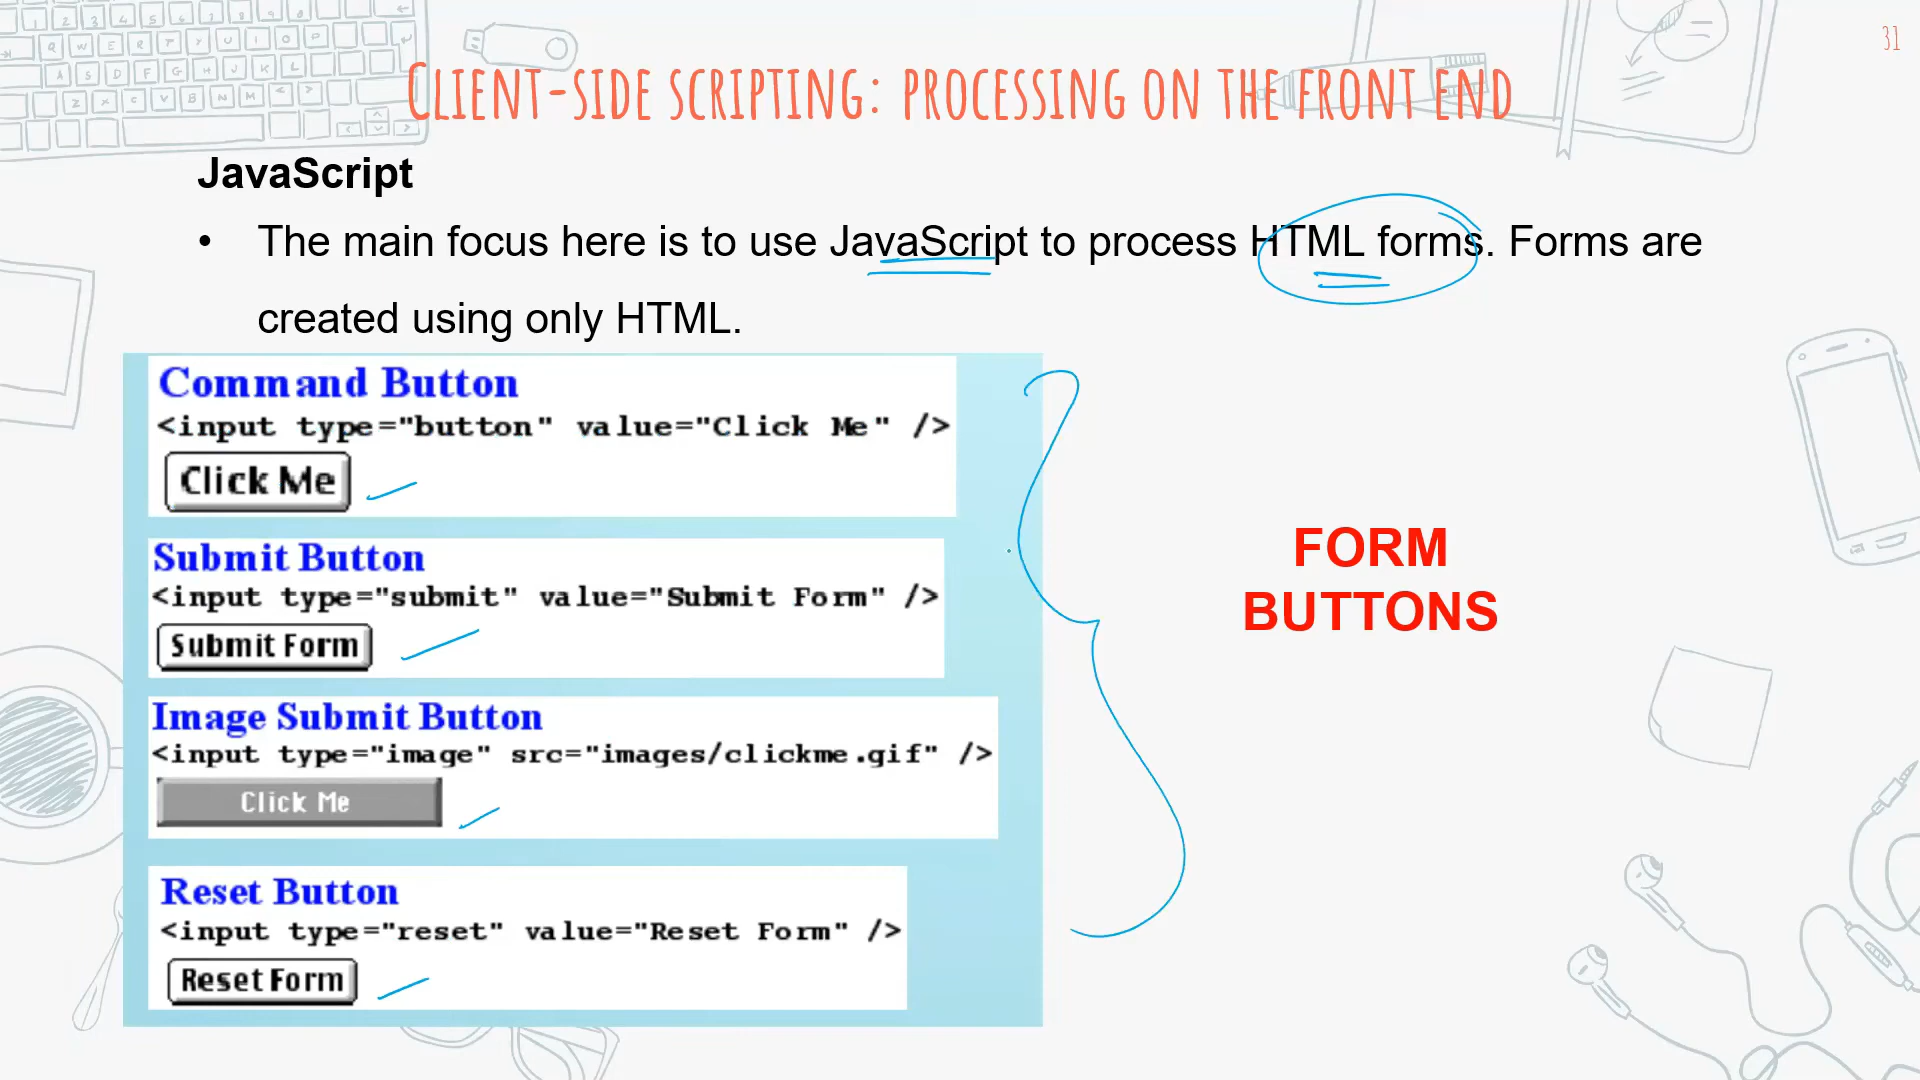 31
CLIENT-SIDE SCRIPTING: PROCESSING ON THE FRONT END
JavaScript
• The main focus here is to use JavaScript to process HTML forms. Forms are
created using only HTML.
Command Button
<input type="button" value="Click Me" />
Click Me
Submit Button
<input type="submit" value="Submit Form" />
Submit Form
Image Submit Button
<input type="image" src="images/clickme.gif" />
Click Me
Reset Button
<input type="reset" value="Reset Form" />
Reset Form
FORM
BUTTONS